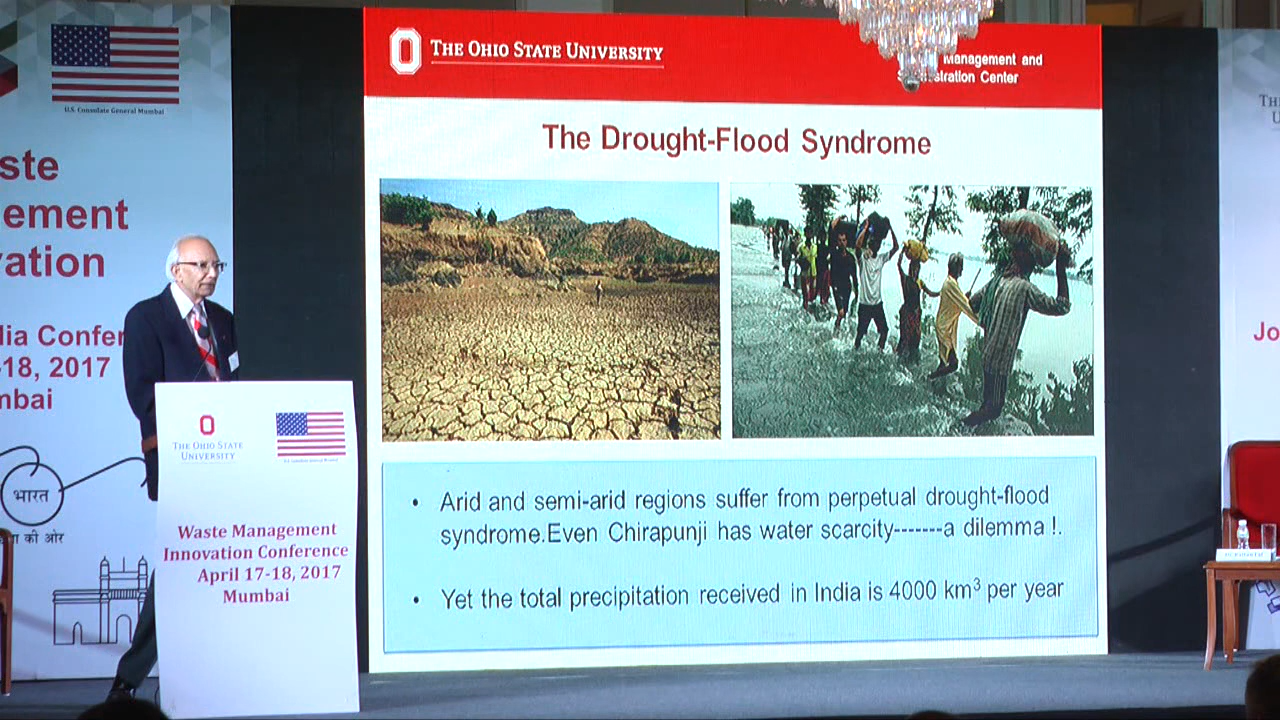 U.S. Consulate General Mumbai
ste
ement
vation
dia Confer
-18, 2017
mbai
भारत
की ओर
THE OHIO STATE UNIVERSITY
Management and
stration Center
The Drought-Flood Syndrome
• Arid and semi-arid regions suffer from perpetual drought-flood
syndrome.Even Chirapunji has water scarcity-------a dilemma !.
• Yet the total precipitation received in India is 4000 km³ per year
THE OHIO STATE
UNIVERSITY
Waste Management
Innovation Conference
April 17-18, 2017
Mumbai
Jo